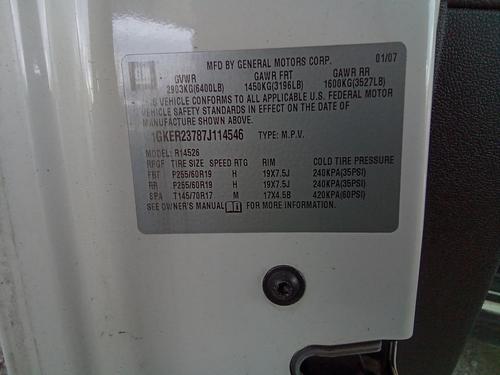 MFD BY GENERAL MOTORS CORP. 01/07
GVWR GAWR FRT GAWR RR
2903KG(6400LB) 1450KG(3196LB) 1600KG(3527LB)
VEHICLE CONFORMS TO ALL APPLICABLE U.S. FEDERAL MOTOR
VEHICLE SAFETY STANDARDS IN EFFECT ON THE DATE OF
MANUFACTURE SHOWN ABOVE.
1GKER23787J114546 TYPE: M.P.V.
MODEL: R14526
TIRE SIZE SPEED RTG RIM COLD TIRE PRESSURE
FRT P255/60R19 H 19X7.5J 240KPA(35PSI)
RR P255/60R19 H 19X7.5J 240KPA(35PSI)
SPA T145/70R17 M 17X4.5B 420KPA(60PSI)
SEE OWNER'S MANUAL FOR MORE INFORMATION.